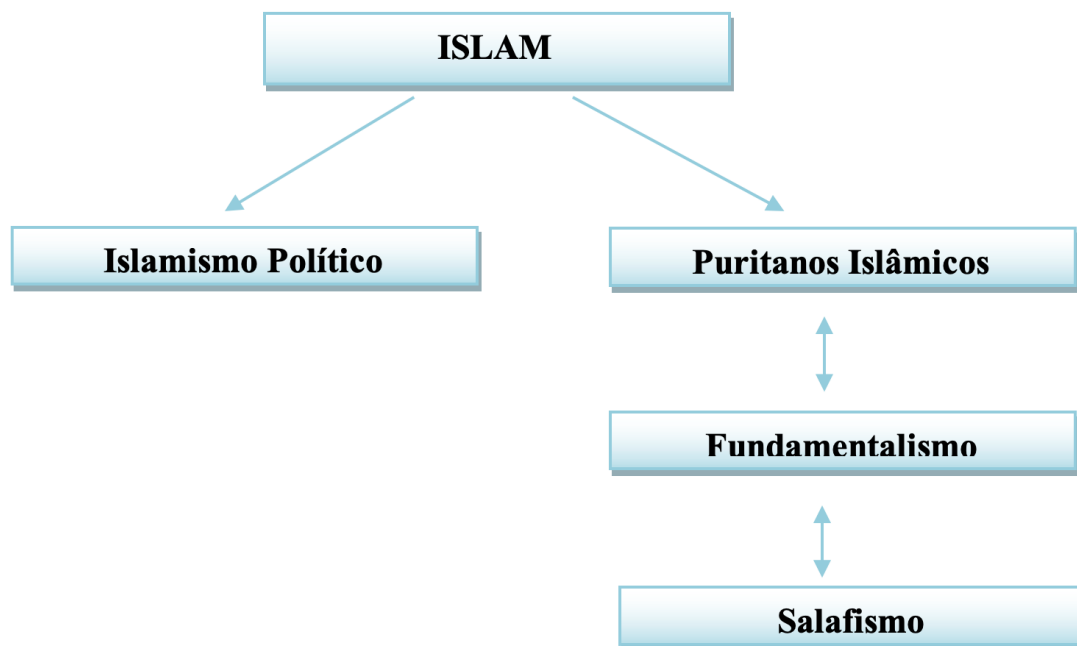 ISLAM
Islamismo Político
Puritanos Islâmicos
Fundamentalismo
Salafismo